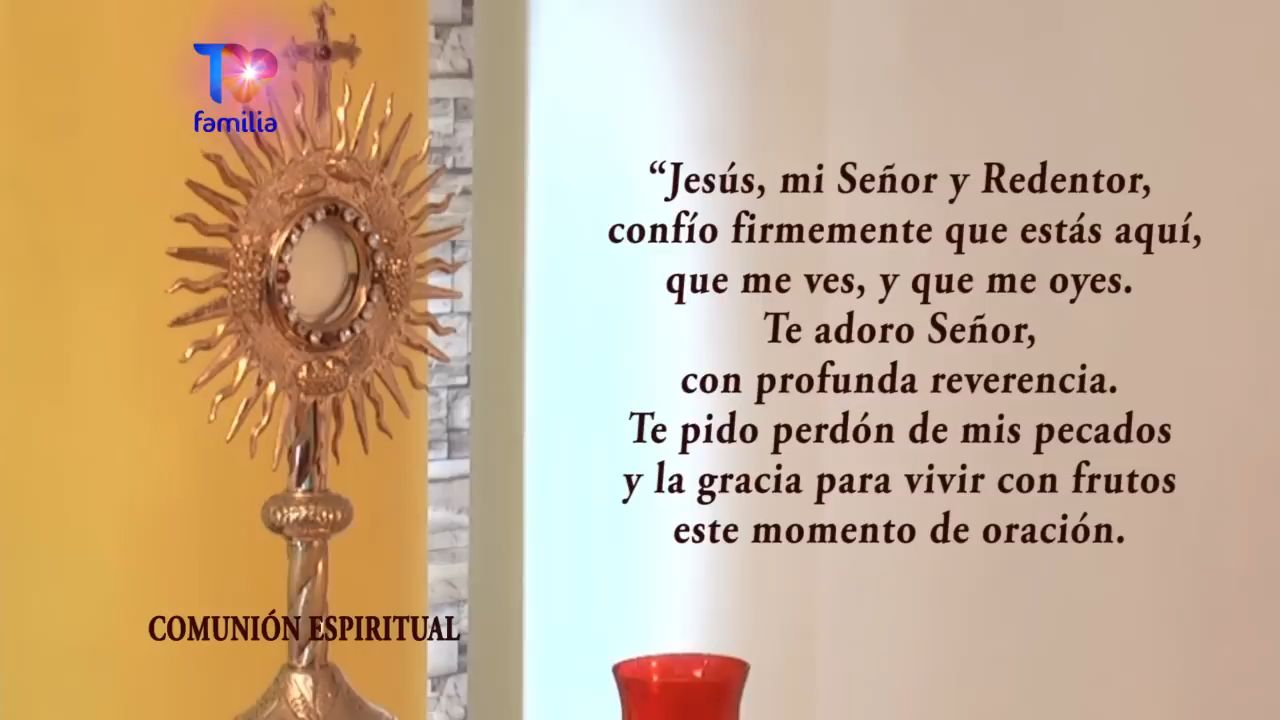 familia
“Jesús, mi Señor y Redentor,
confío firmemente que estás aquí,
que me ves, y que me oyes.
Te adoro Señor,
con profunda reverencia.
Te pido perdón de mis pecados
y la gracia para vivir con frutos
este momento de oración.
COMUNIÓN ESPIRITUAL